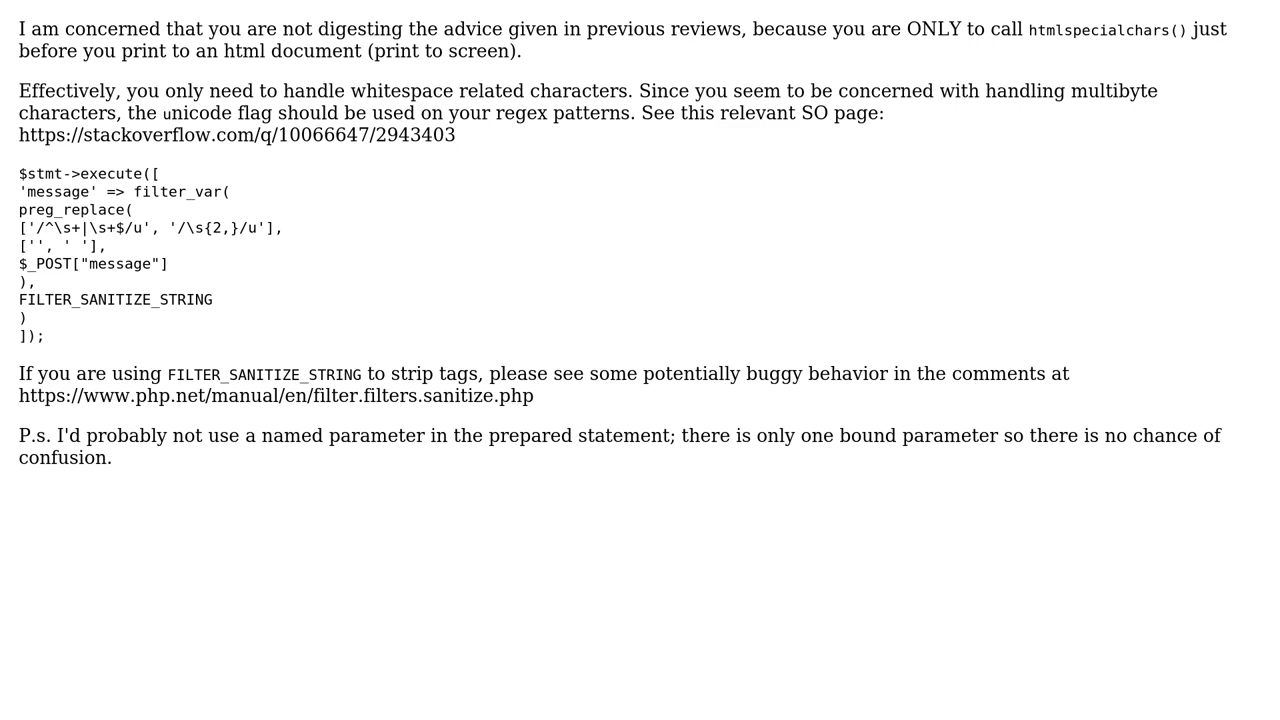 I am concerned that you are not digesting the advice given in previous reviews, because you are ONLY to call htmlspecialchars() just
before you print to an html document (print to screen).
Effectively, you only need to handle whitespace related characters. Since you seem to be concerned with handling multibyte
characters, the unicode flag should be used on your regex patterns. See this relevant SO page:
https://stackoverflow.com/q/10066647/2943403
$stmt->execute([
'message' => filter_var(
preg_replace(
['/^\s+|\s+$/u', '/\s{2,}/u'],
['', ' '],
$_POST["message"]
),
FILTER_SANITIZE_STRING
)
]);
If you are using FILTER_SANITIZE_STRING to strip tags, please see some potentially buggy behavior in the comments at
https://www.php.net/manual/en/filter.filters.sanitize.php
P.s. I'd probably not use a named parameter in the prepared statement; there is only one bound parameter so there is no chance of
confusion.